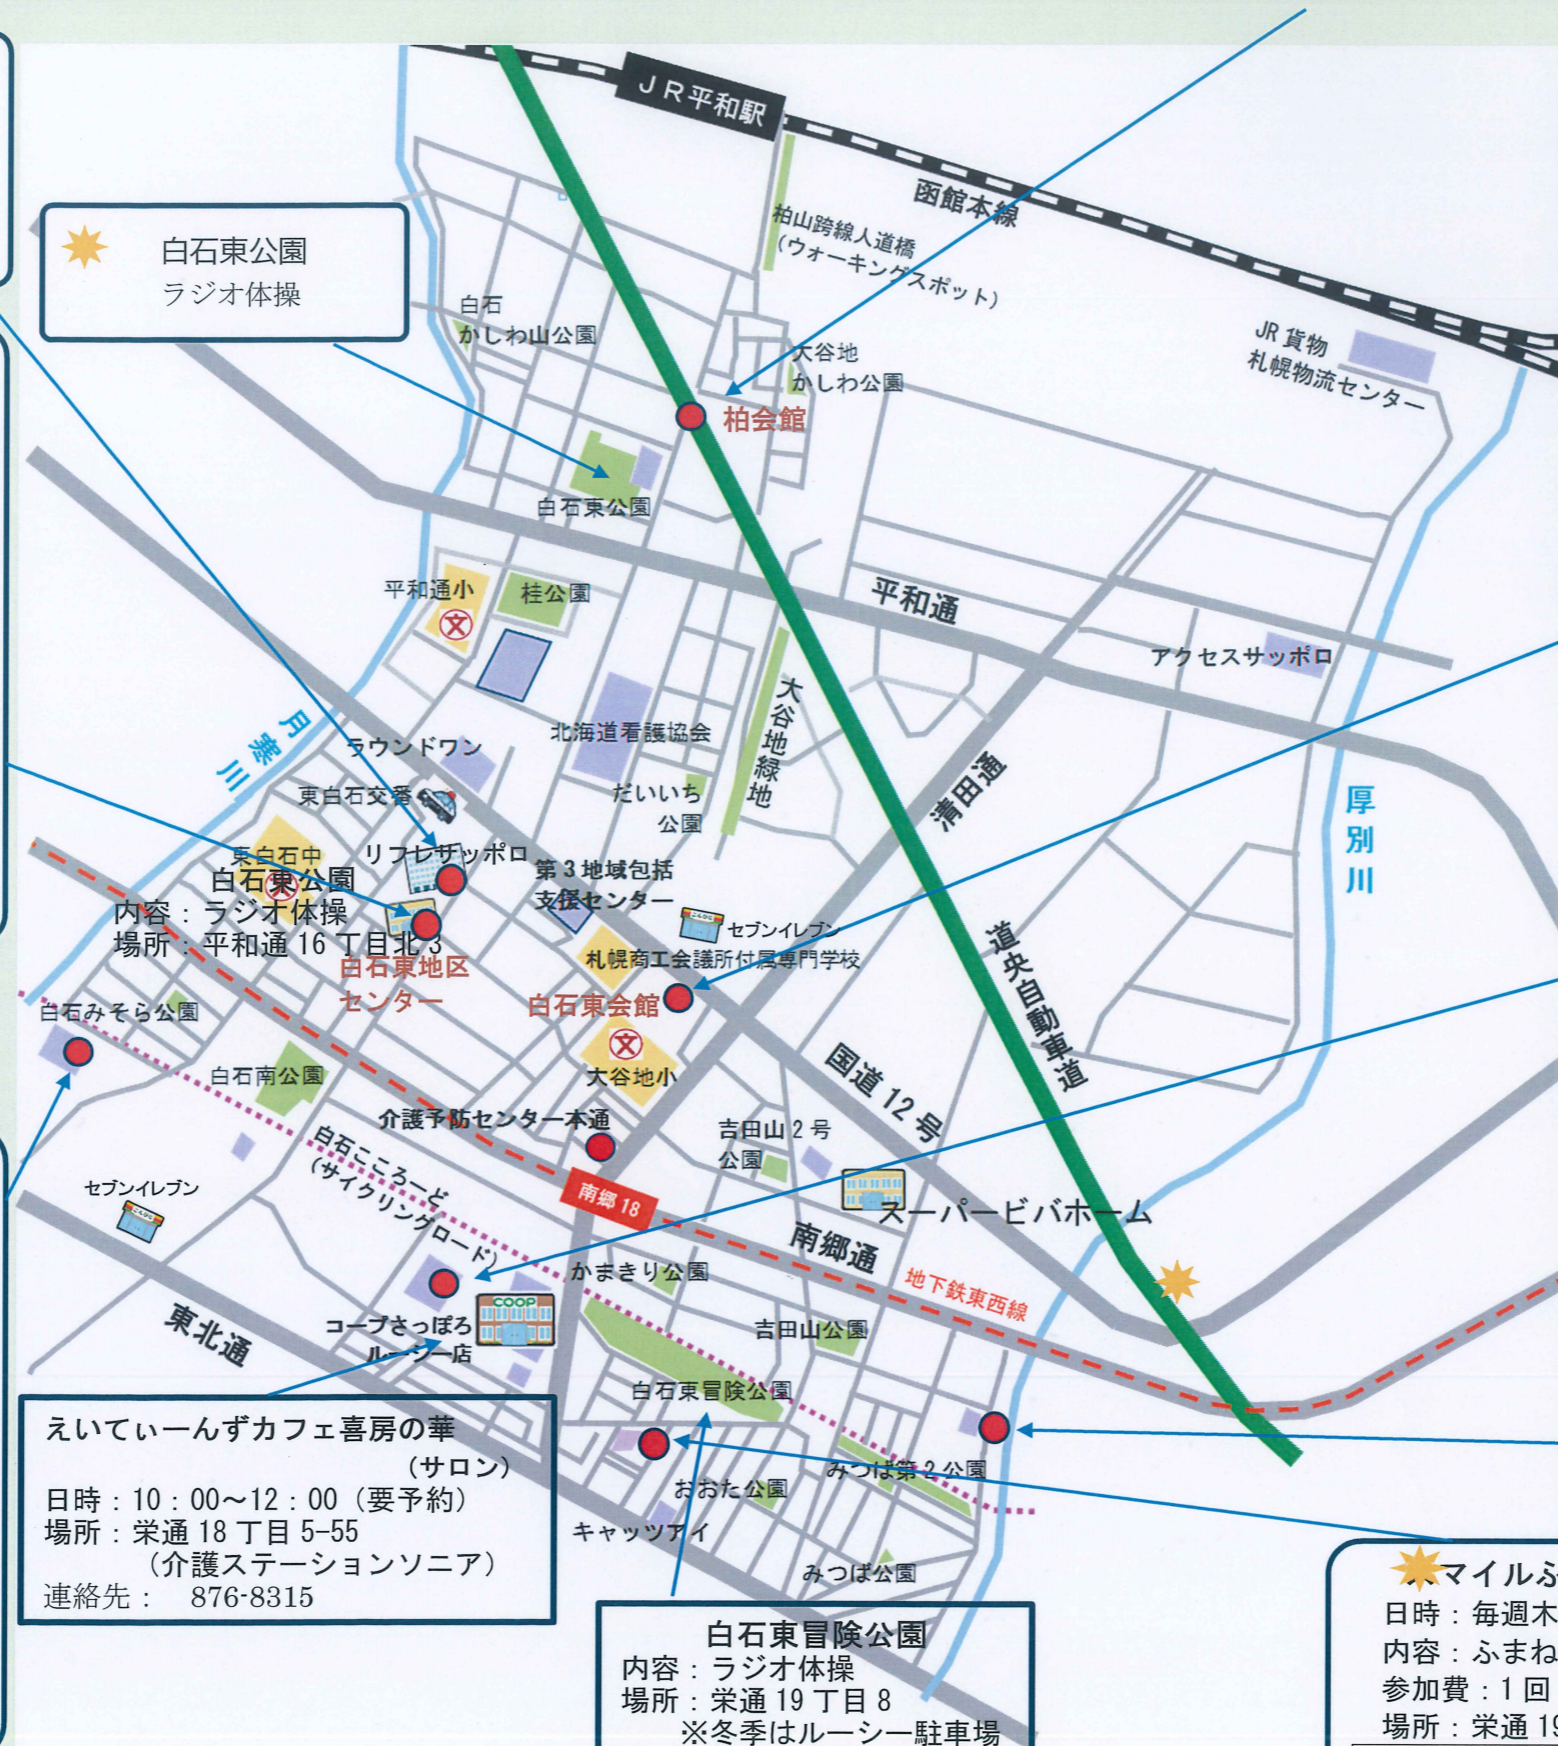 JR平和駅
函館本線
柏山跨線人道橋
(ウォーキングスポット)
白石東公園
ラジオ体操
白石
かしわ山公園
大谷地
かしわ公園
JR貨物
札幌物流センター
柏会館
白石東公園
平和通小
桂公園
平和通
アクセスサッポロ
大谷地緑地
北海道看護協会
ラウンドワン
月寒川
東白石交番
だいいち
公園
清田通
厚別川
東白石中
リフレサッポロ
第3地域包括
支援センター
白石東公園
内容:ラジオ体操
場所:平和通16丁目北3
セブンイレブン
札幌商工会議所付属専門学校
白石東地区
センター
白石東会館
道央自動車道
白石みそら公園
大谷地小
白石南公園
国道12号
介護予防センター本通
吉田山2号
公園
白石こころーど
(サイクリングロード)
セブンイレブン
南郷18
スーパービバホーム
南郷通
かまきり公園
地下鉄東西線
COOP
コープさっぽろ
ルーシー店
東北通
吉田山公園
白石東冒険公園
みつば第2公園
おおた公園
キャッツアイ
みつば公園
えいてぃーんずカフェ喜房の華
(サロン)
日時:10:00~12:00(要予約)
場所:栄通18丁目5-55
(介護ステーションソニア)
連絡先: 876-8315
白石東冒険公園
内容:ラジオ体操
場所:栄通19丁目8
※冬季はルーシー駐車場
マイルふ
日時:毎週木
内容:ふまね
参加費:1回
場所:栄通19